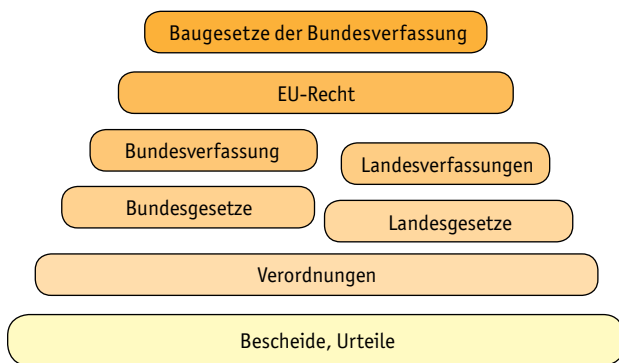 Baugesetze der Bundesverfassung
EU-Recht
Bundesverfassung
Landesverfassungen
Bundesgesetze
Landesgesetze
Verordnungen
Bescheide, Urteile